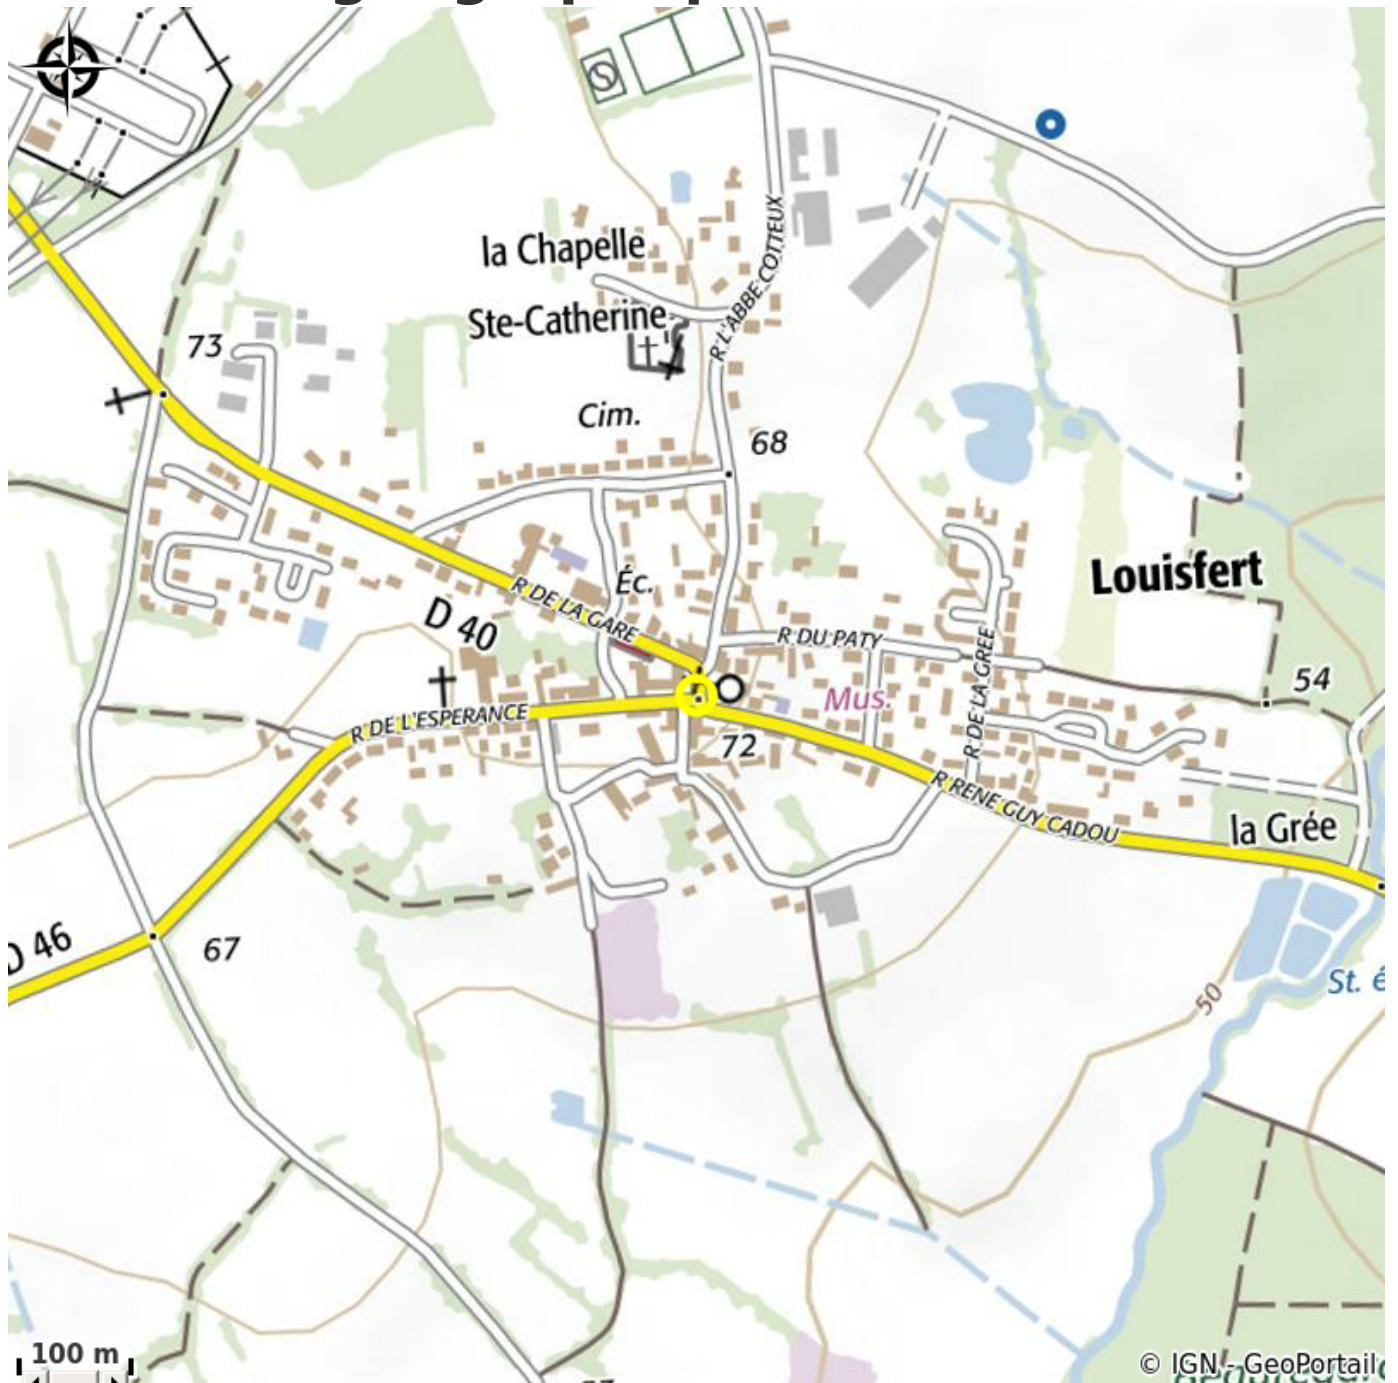 la Chapelle
Ste-Catherine
R L'ABBE COTTEUX
73
Cim.
68
Louisfert
Éc.
R DE LA GARE
D 40
R DU PATY
R DE LA GREE
54
Mus.
R DE L'ESPERANCE
72
R RENE GUY CADOU
la Grée
D 46
67
50
St. é
100 m
© IGN - GeoPortail